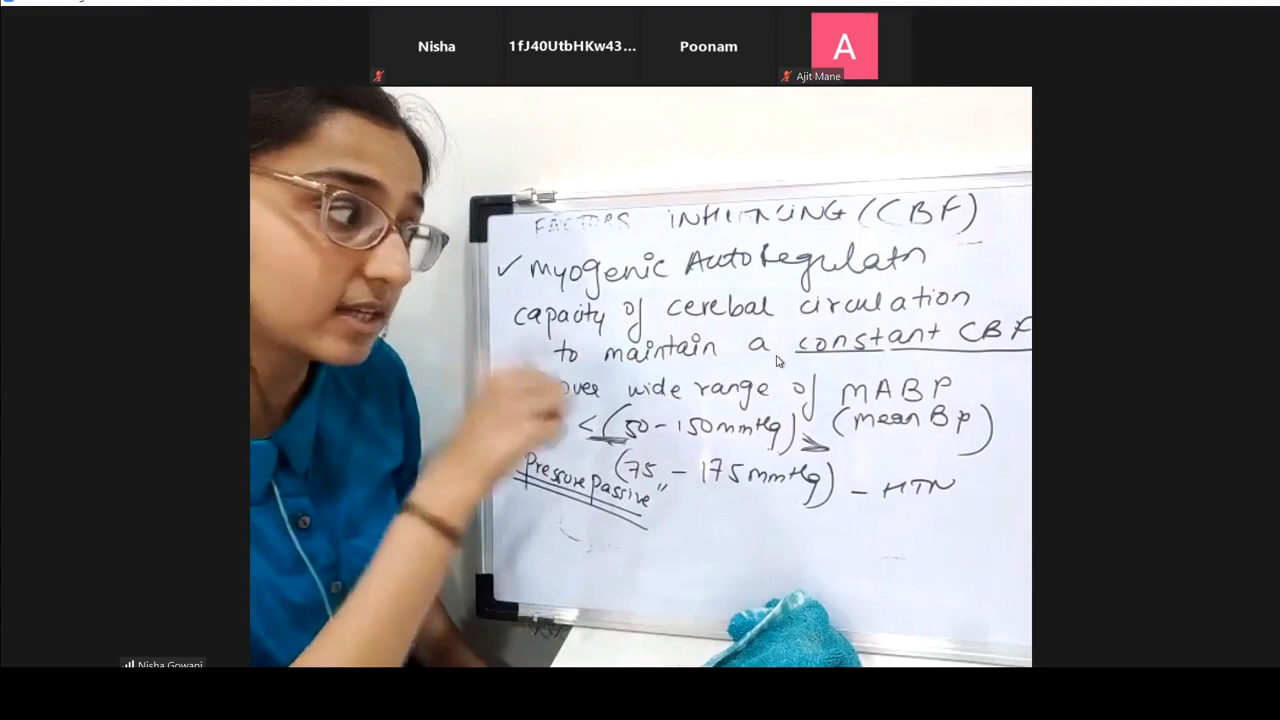 Nisha
1fJ40UtbHKw43...
Poonam
A
Ajit Mane
FACTORS INFLUENCING (CBF)
✓ Myogenic AutoRegulatn
capacity of cerebal circulation
to maintain a constant CBF
over wide range of MABP
< (50-150mmHg) > (mean Bp)
"Pressure passive"
(75 - 175mmHg) - HTN
Nisha Gowani